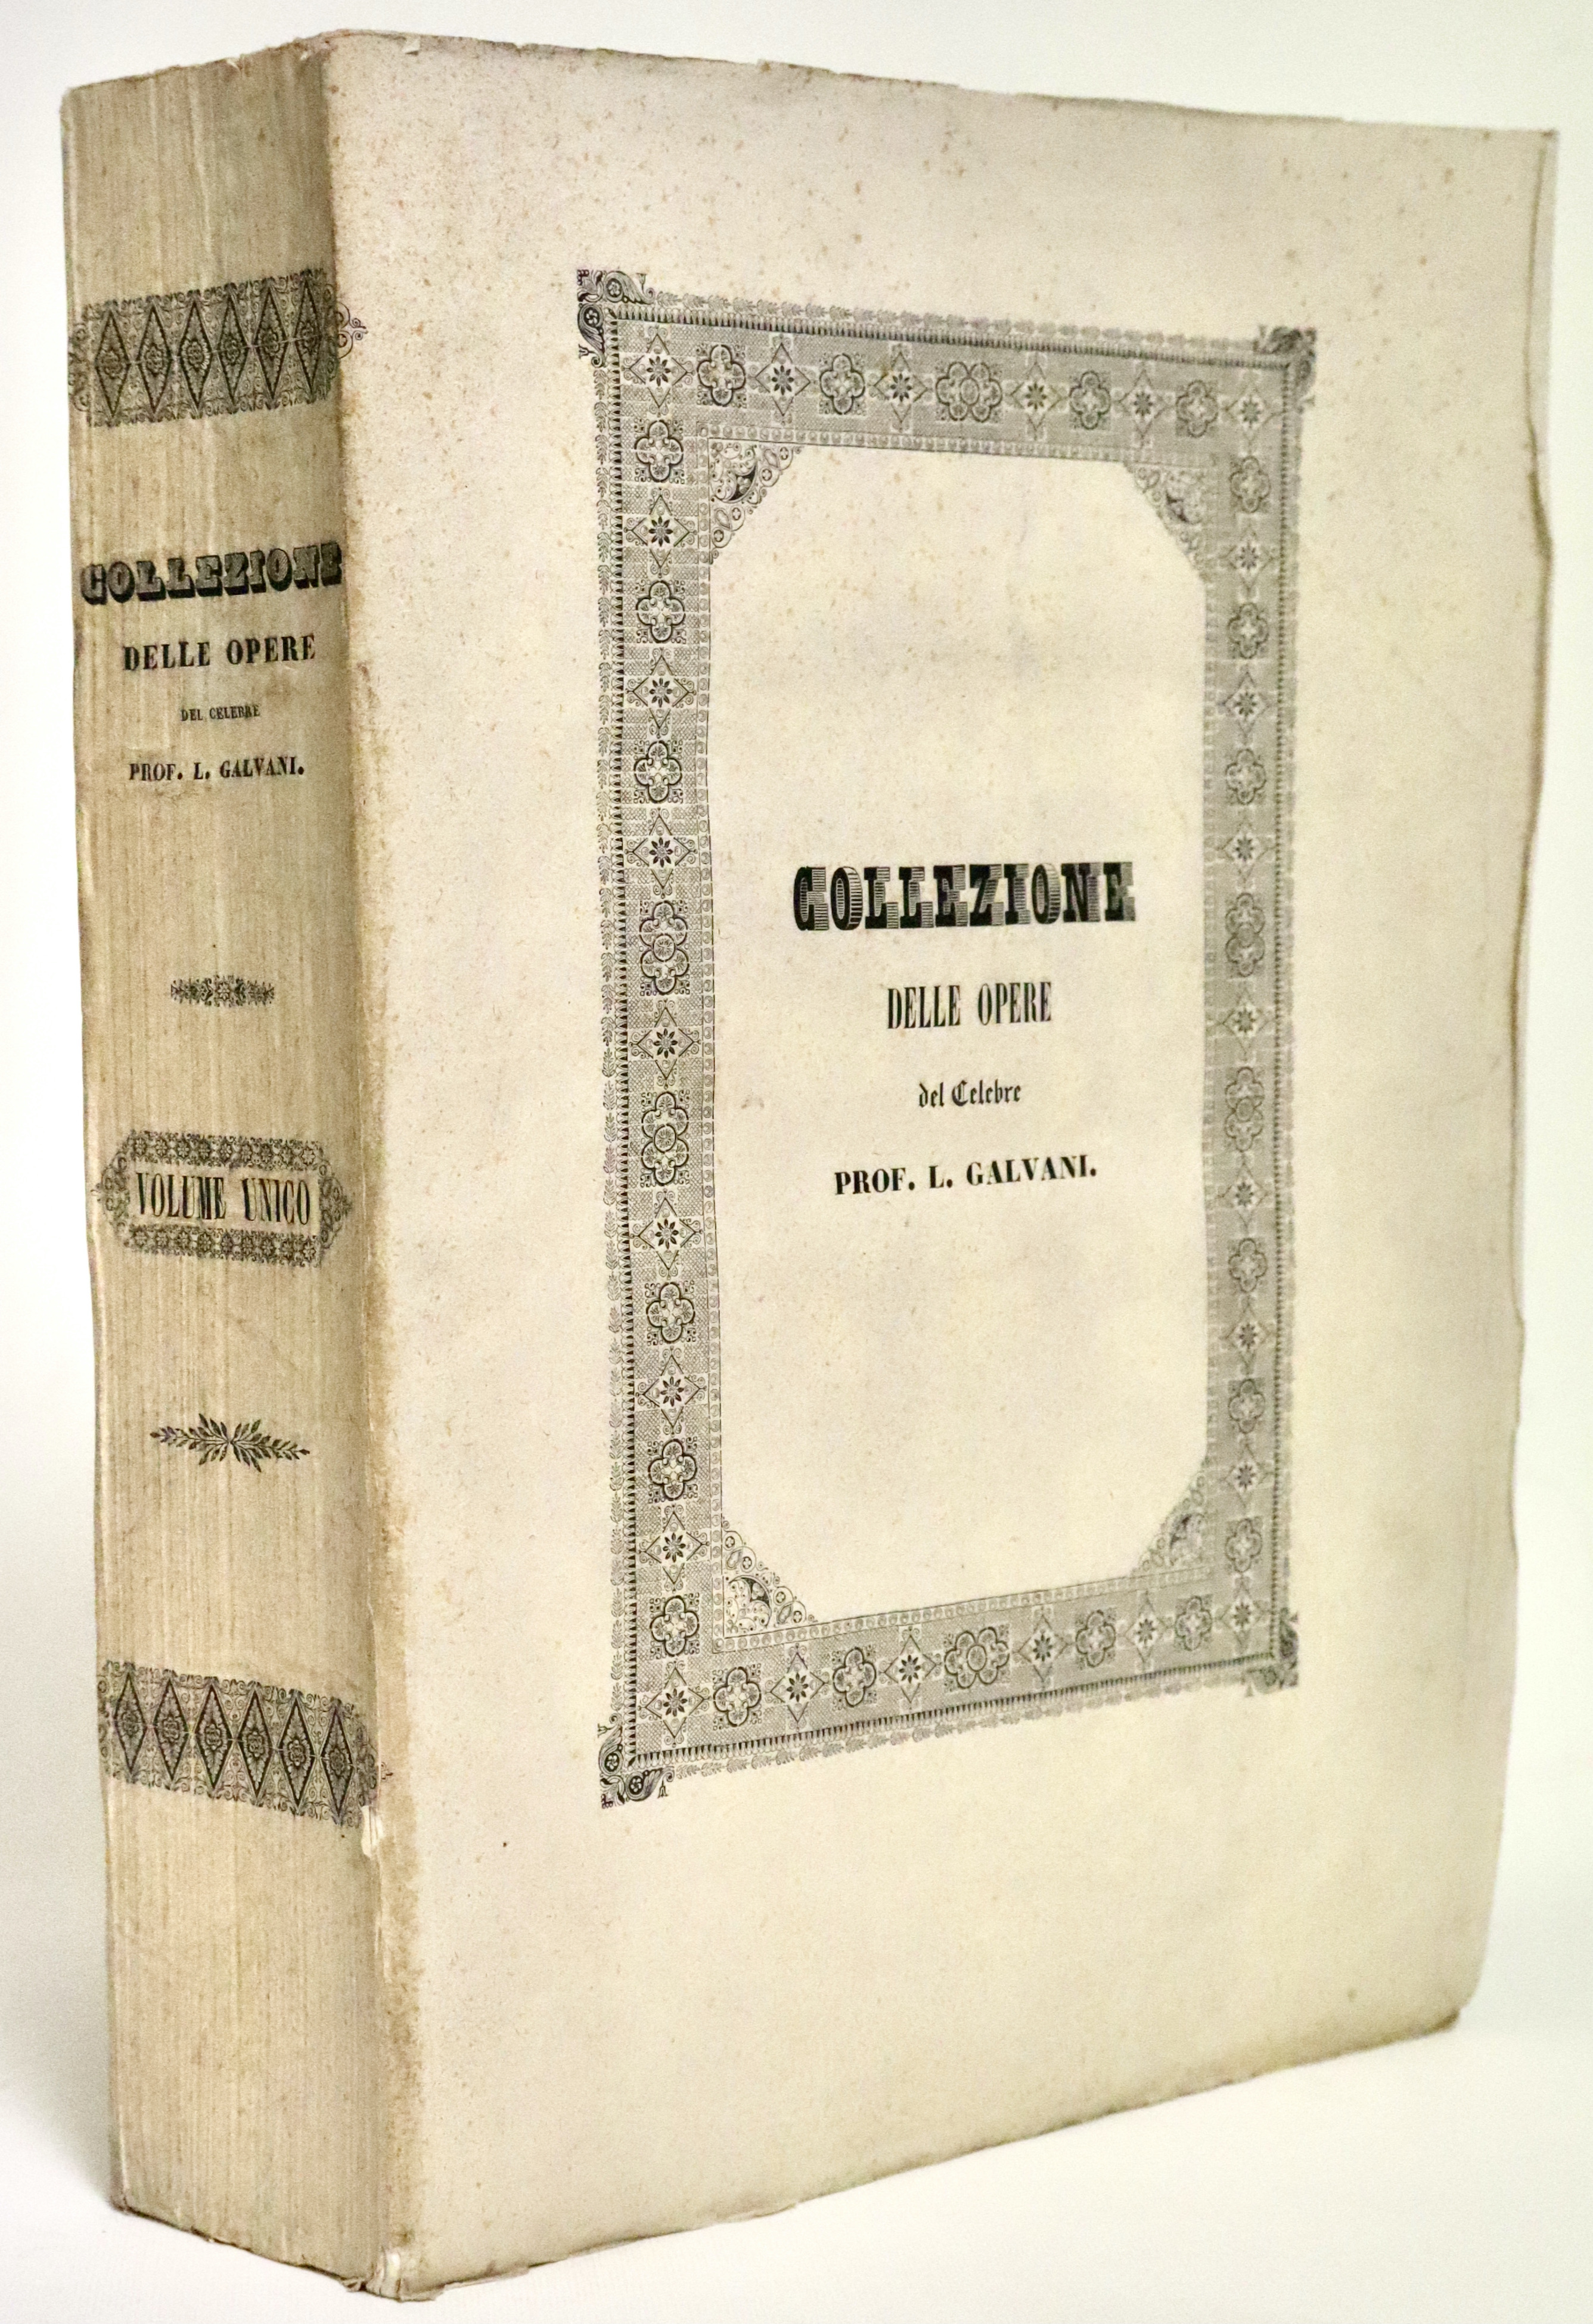 COLLEZIONE
DELLE OPERE
DEL CELEBRE
PROF. L. GALVANI.
VOLUME UNICO
COLLEZIONE
DELLE OPERE
del Celebre
PROF. L. GALVANI.